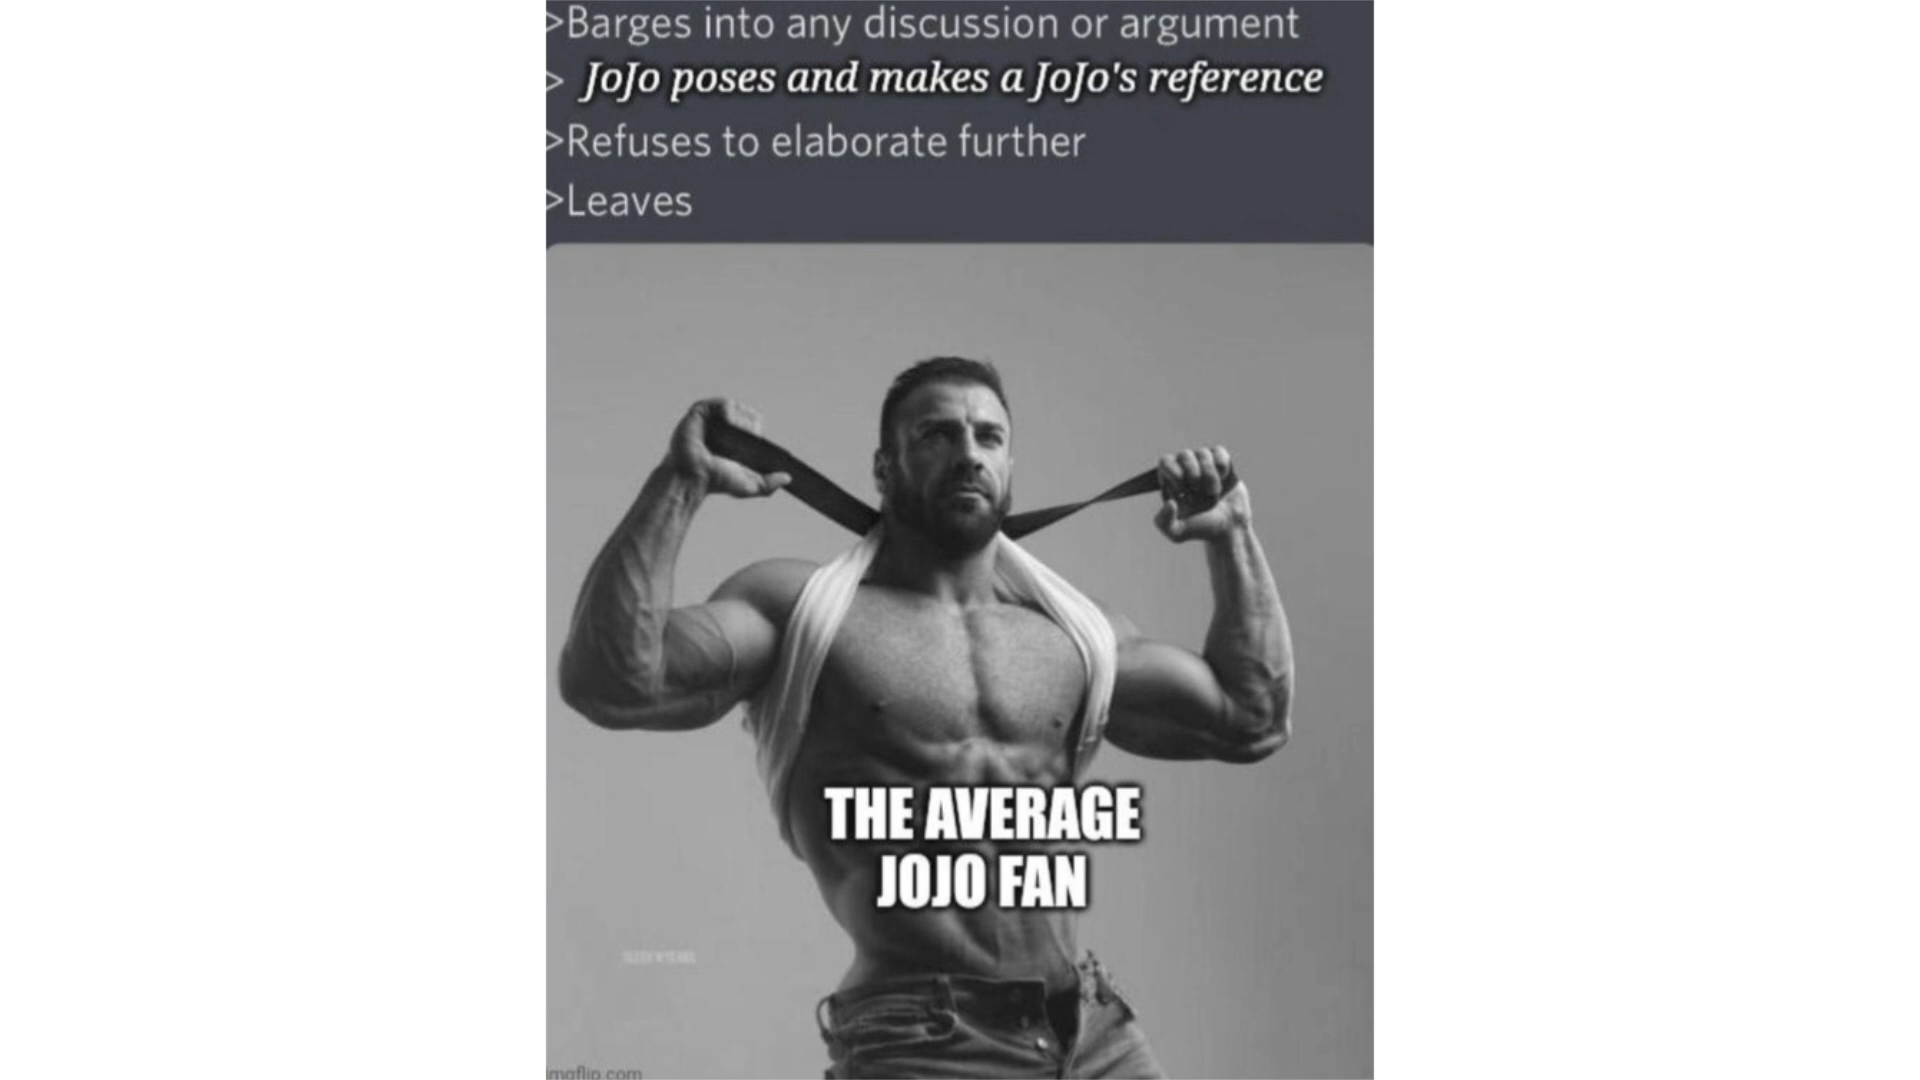 >Barges into any discussion or argument
> JoJo poses and makes a JoJo's reference
>Refuses to elaborate further
>Leaves
THE AVERAGE
JOJO FAN
imgflip.com